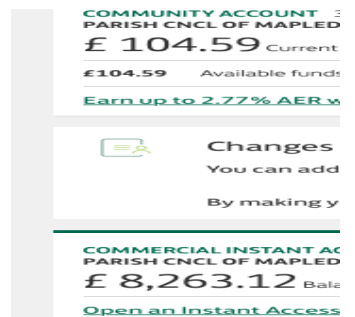 COMMUNITY ACCOUNT
PARISH CNCL OF MAPLED
£ 104.59 Current
£104.59 Available funds
Earn up to 2.77% AER w
Changes
You can add
By making y
COMMERCIAL INSTANT AC
PARISH CNCL OF MAPLED
£ 8,263.12 Bala
Open an Instant Access